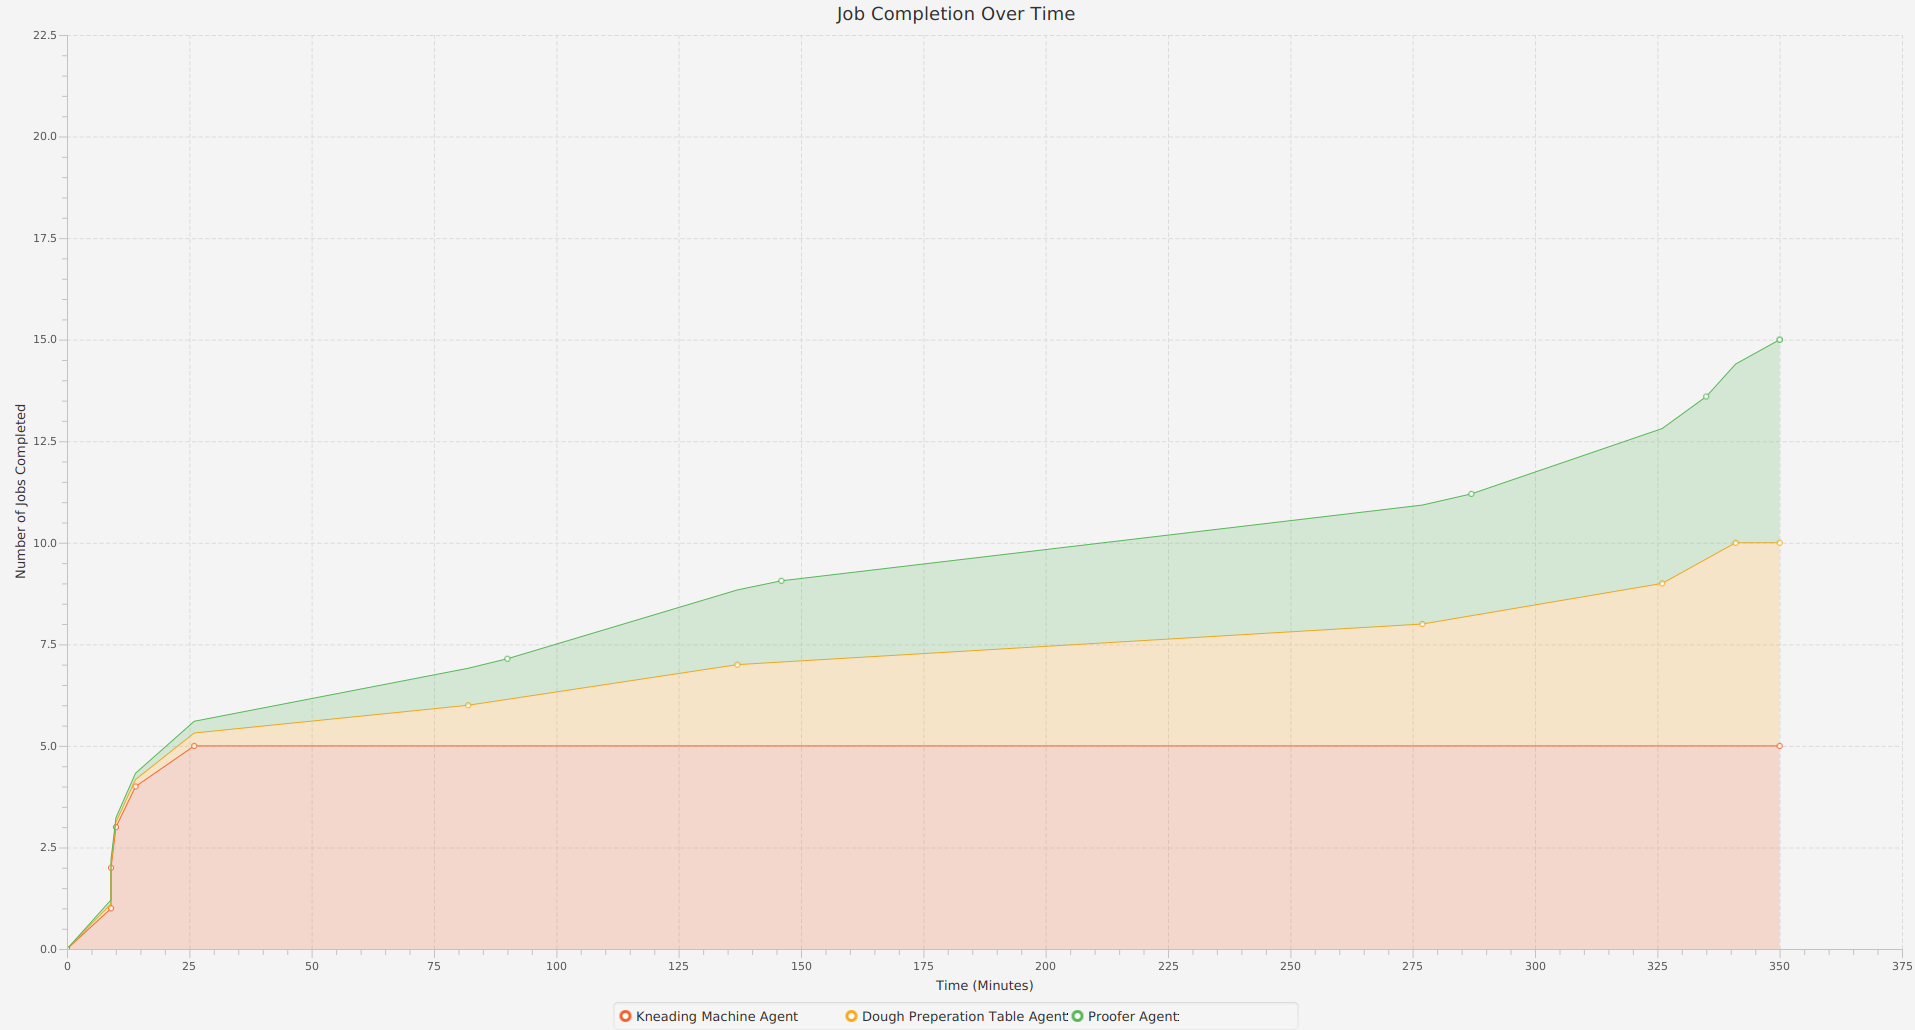 Job Completion Over Time
22.5
20.0
17.5
15.0
12.5
10.0
7.5
5.0
2.5
0.0
Number of Jobs Completed
0 25 50 75 100 125 150 175 200 225 250 275 300 325 350 375
Time (Minutes)
Kneading Machine Agent Dough Preperation Table Agent: Proofer Agent: